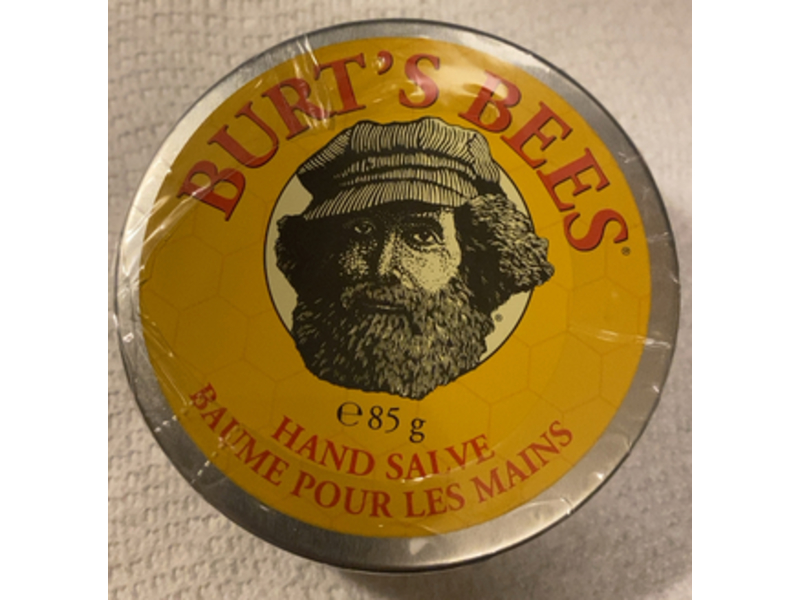 BURT'S BEES®
®
℮85 g
HAND SALVE
BAUME POUR LES MAINS